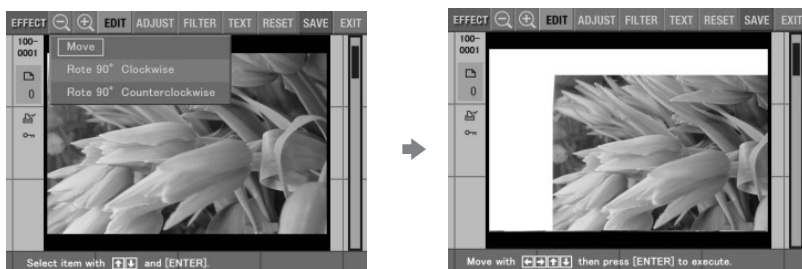 EFFECT EDIT ADJUST FILTER TEXT RESET SAVE EXIT
100-
0001
0
Move
Rote 90° Clockwise
Rote 90° Counterclockwise
Select item with ↑↓ and [ENTER].
EFFECT EDIT ADJUST FILTER TEXT RESET SAVE EXIT
100-
0001
0
Move with ←→↑↓ then press [ENTER] to execute.